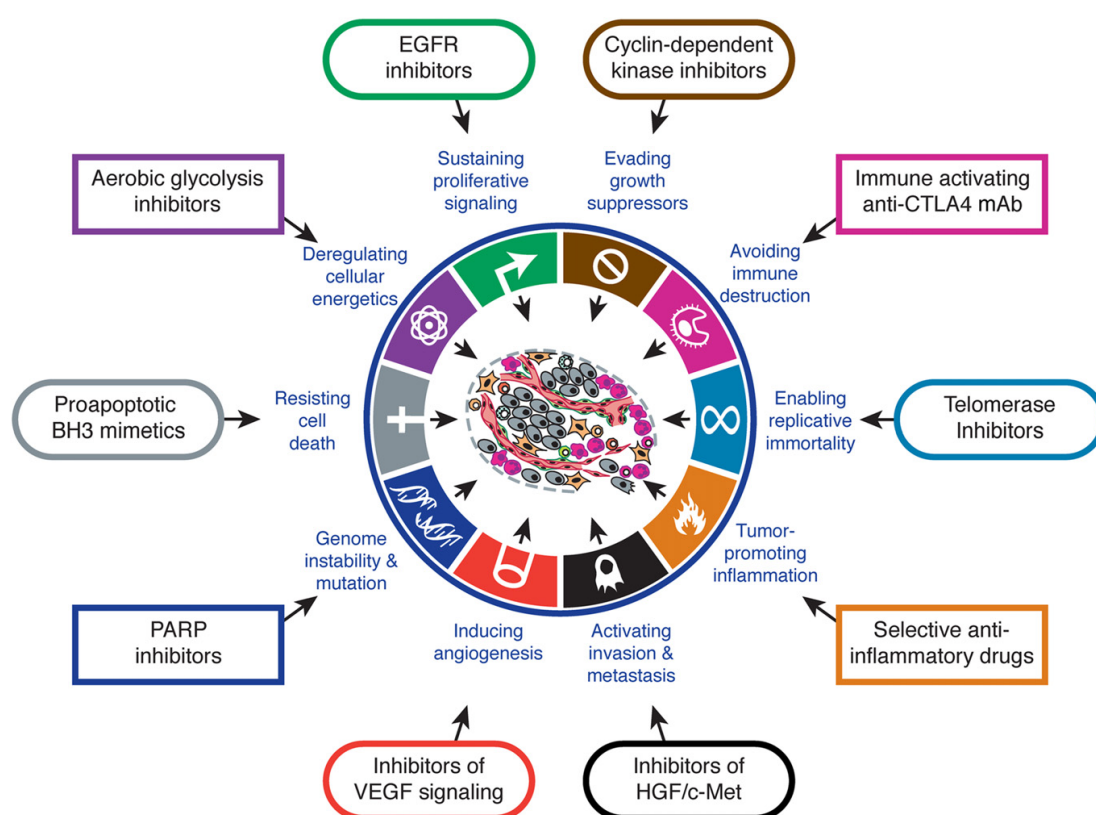 EGFR
inhibitors
Cyclin-dependent
kinase inhibitors
Sustaining
proliferative
signaling
Evading
growth
suppressors
Aerobic glycolysis
inhibitors
Immune activating
anti-CTLA4 mAb
Deregulating
cellular
energetics
Avoiding
immune
destruction
Proapoptotic
BH3 mimetics
Resisting
cell
death
Enabling
replicative
immortality
Telomerase
Inhibitors
Genome
instability &
mutation
Tumor-
promoting
inflammation
PARP
inhibitors
Inducing
angiogenesis
Activating
invasion &
metastasis
Selective anti-
inflammatory drugs
Inhibitors of
VEGF signaling
Inhibitors of
HGF/c-Met